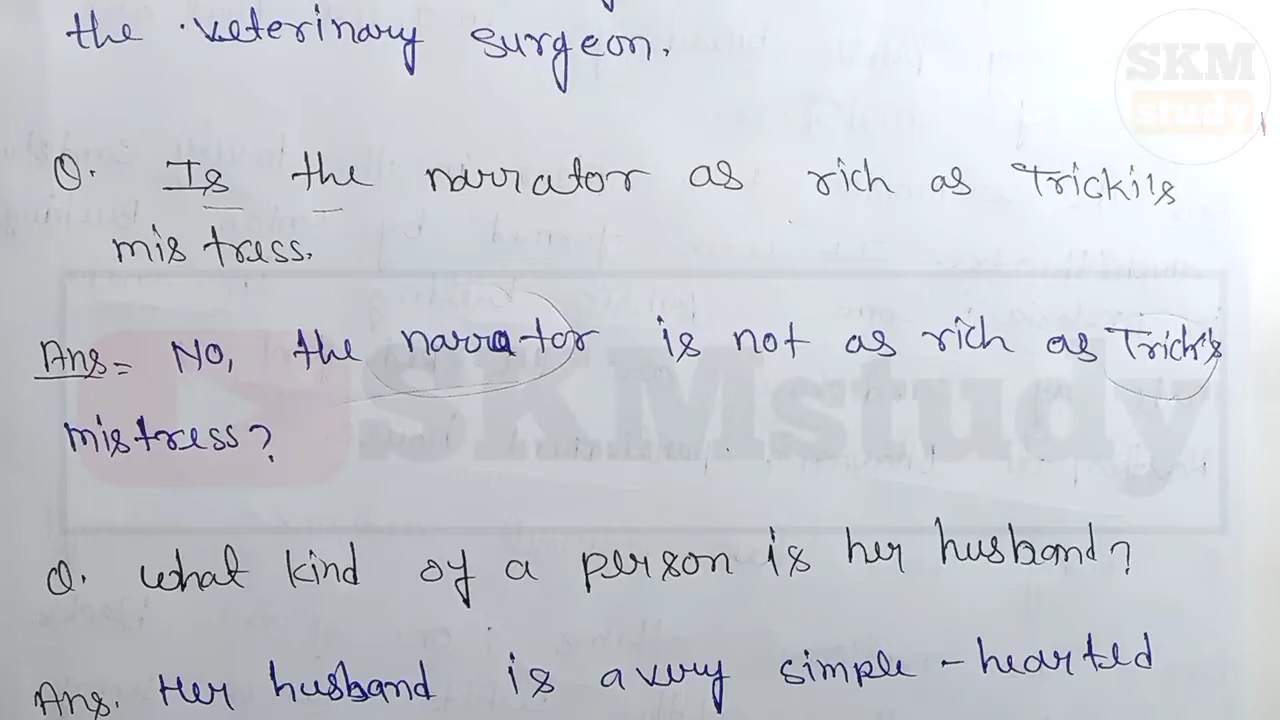 the veterinary surgeon.
SKM
study
Q. Is the narrator as rich as Tricki's
mistress.
Ans = No, the narrator is not as rich as Trick's
mistress?
SKMstudy
Q. What kind of a person is her husband?
Ans. Her husband is a very simple-hearted